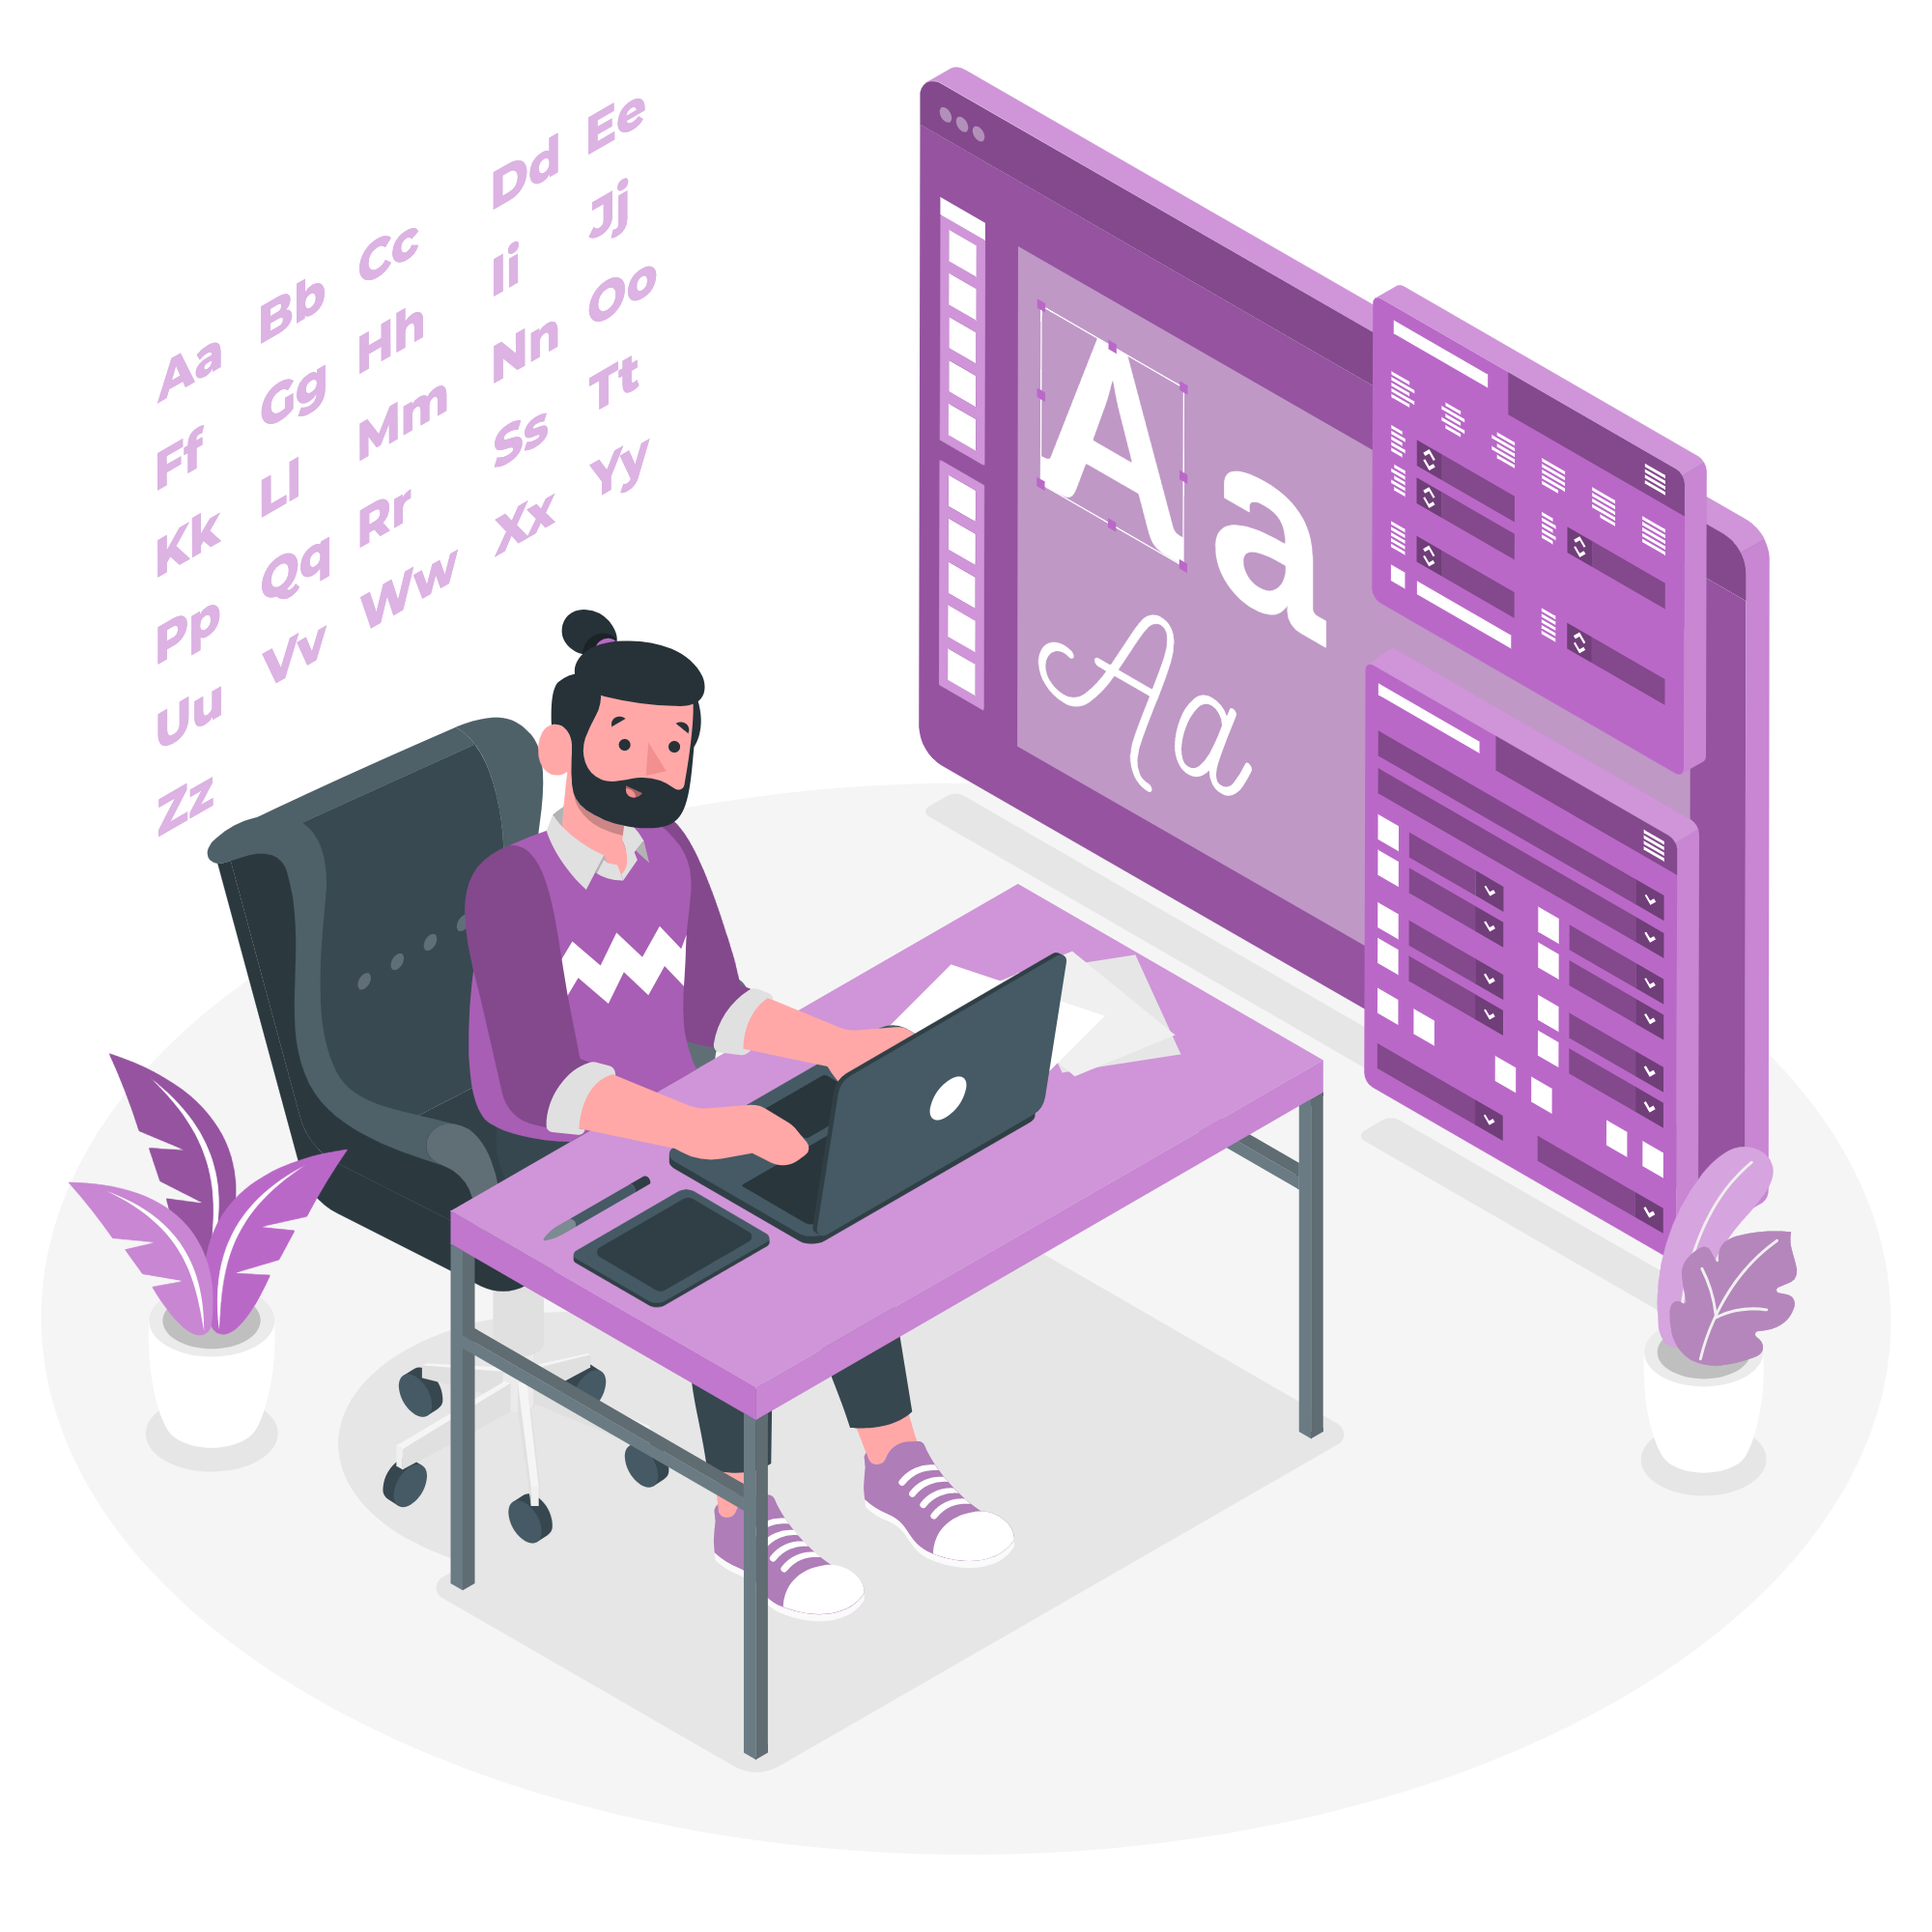 Aa Bb Cc Dd Ee
Ff Gg Hh Ii Jj
Kk Ll Mm Nn Oo
Pp Qq Rr Ss Tt
Uu Vv Ww Xx Yy
Zz
Aa
Aa